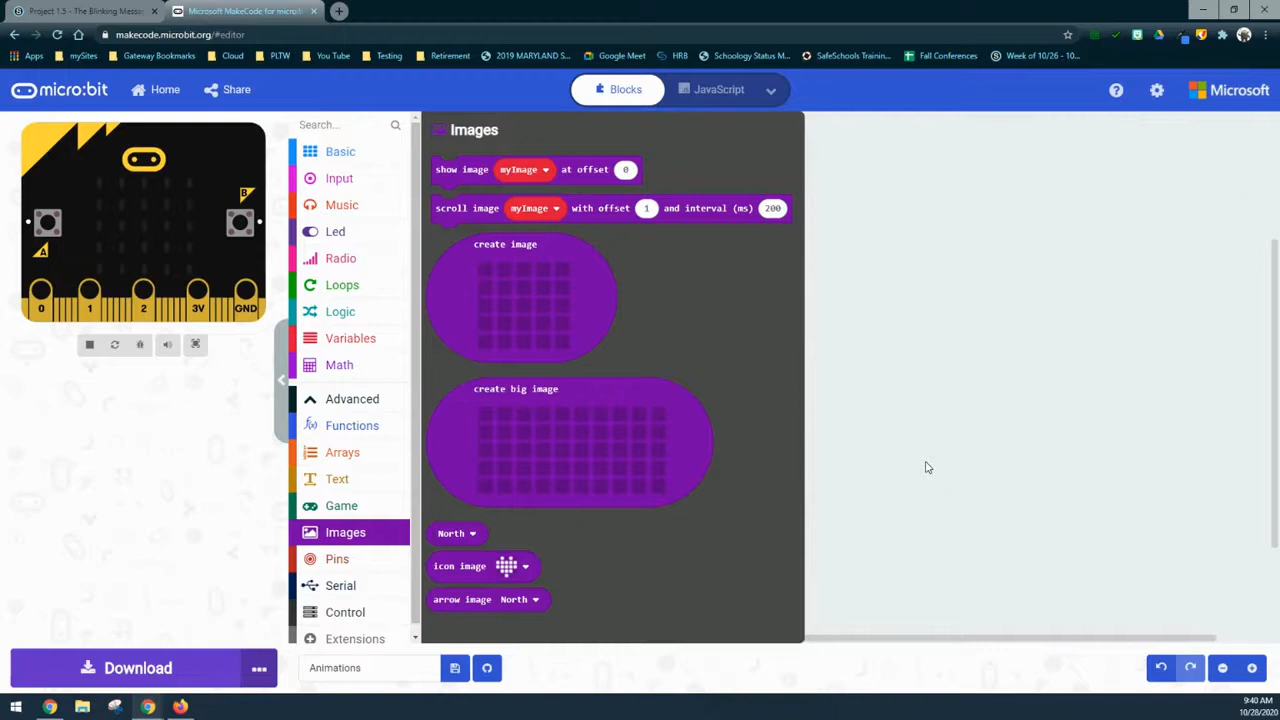 Project 1.5 - The Blinking Messa
Microsoft MakeCode for micro:bi
makecode.microbit.org/#editor
Apps
mySites
Gateway Bookmarks
Cloud
PLTW
You Tube
Testing
Retirement
2019 MARYLAND S...
Google Meet
HRB
Schoology Status M...
SafeSchools Trainin...
Fall Conferences
Week of 10/26 - 10...
micro:bit
Home
Share
Blocks
JavaScript
Microsoft
B
A
0 1 2 3V GND
Search...
Basic
Input
Music
Led
Radio
Loops
Logic
Variables
Math
Advanced
Functions
Arrays
Text
Game
Images
Pins
Serial
Control
Extensions
Images
show image myImage at offset 0
scroll image myImage with offset 1 and interval (ms) 200
create image
create big image
North
icon image
arrow image North
Download
Animations
9:40 AM
10/28/2020